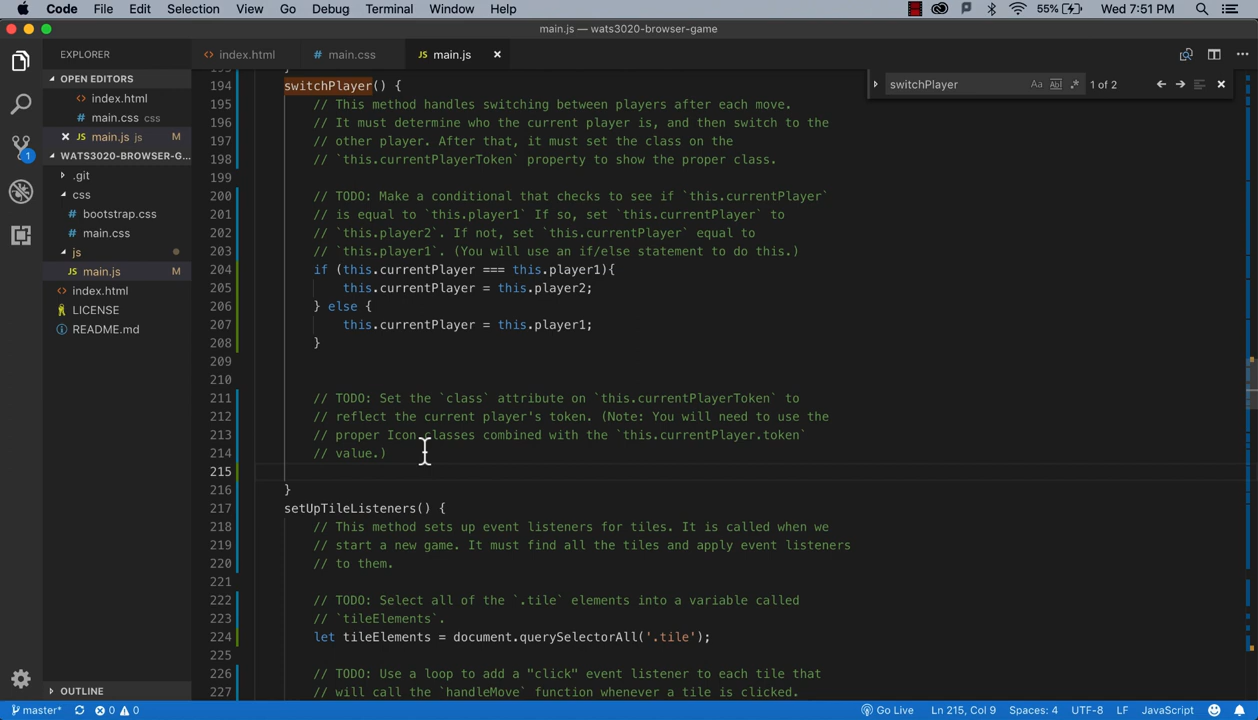 Code File Edit Selection View Go Debug Terminal Window Help 55% Wed 7:51 PM
main.js — wats3020-browser-game
EXPLORER
OPEN EDITORS
index.html
main.css css
main.js js M
WATS3020-BROWSER-G...
.git
css
bootstrap.css
main.css
js
main.js M
index.html
LICENSE
README.md
OUTLINE
index.html main.css JS main.js
switchPlayer Aa Abl .* 1 of 2
193 }
194 switchPlayer() {
195 // This method handles switching between players after each move.
196 // It must determine who the current player is, and then switch to the
197 // other player. After that, it must set the class on the
198 // `this.currentPlayerToken` property to show the proper class.
199
200 // TODO: Make a conditional that checks to see if `this.currentPlayer`
201 // is equal to `this.player1` If so, set `this.currentPlayer` to
202 // `this.player2`. If not, set `this.currentPlayer` equal to
203 // `this.player1`. (You will use an if/else statement to do this.)
204 if (this.currentPlayer === this.player1){
205 this.currentPlayer = this.player2;
206 } else {
207 this.currentPlayer = this.player1;
208 }
209
210
211 // TODO: Set the `class` attribute on `this.currentPlayerToken` to
212 // reflect the current player's token. (Note: You will need to use the
213 // proper Icon classes combined with the `this.currentPlayer.token`
214 // value.)
215
216 }
217 setUpTileListeners() {
218 // This method sets up event listeners for tiles. It is called when we
219 // start a new game. It must find all the tiles and apply event listeners
220 // to them.
221
222 // TODO: Select all of the `.tile` elements into a variable called
223 // `tileElements`.
224 let tileElements = document.querySelectorAll('.tile');
225
226 // TODO: Use a loop to add a "click" event listener to each tile that
227 // will call the `handleMove` function whenever a tile is clicked.
master* 0 0 Go Live Ln 215, Col 9 Spaces: 4 UTF-8 LF JavaScript